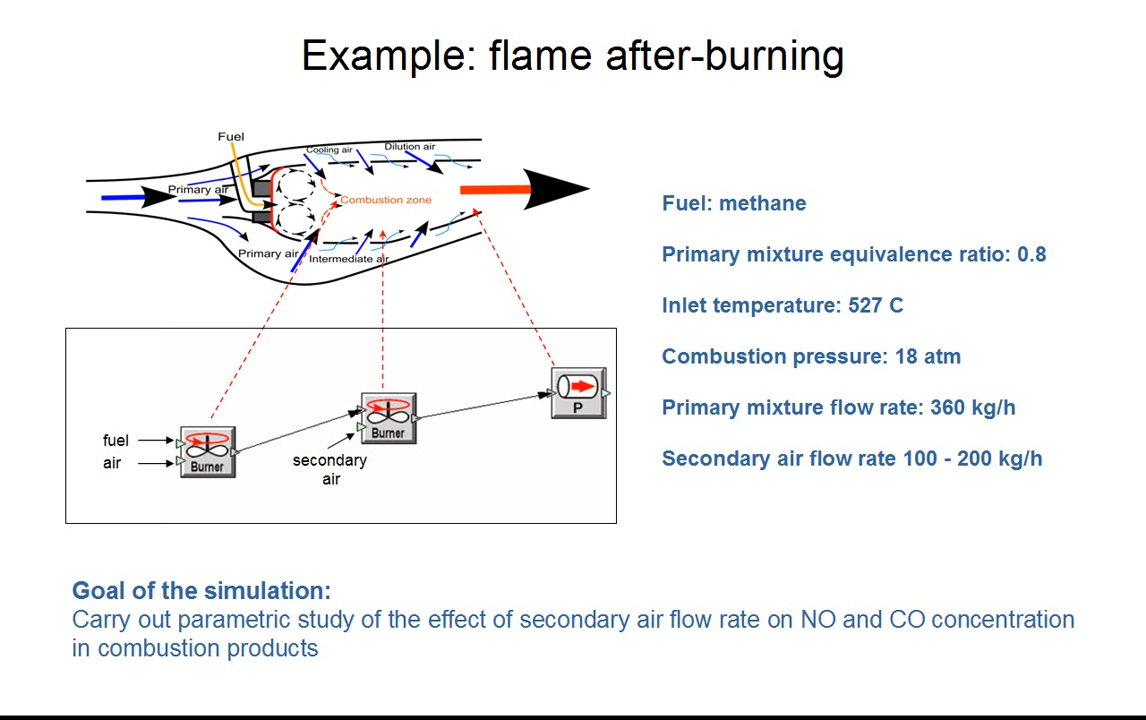 Example: flame after-burning
Fuel
Cooling air
Dilution air
Primary air
Combustion zone
Primary air
Intermediate air
Fuel: methane
Primary mixture equivalence ratio: 0.8
Inlet temperature: 527 C
Combustion pressure: 18 atm
Primary mixture flow rate: 360 kg/h
Secondary air flow rate 100 - 200 kg/h
P
Burner
fuel
air
Burner
secondary
air
Goal of the simulation:
Carry out parametric study of the effect of secondary air flow rate on NO and CO concentration
in combustion products